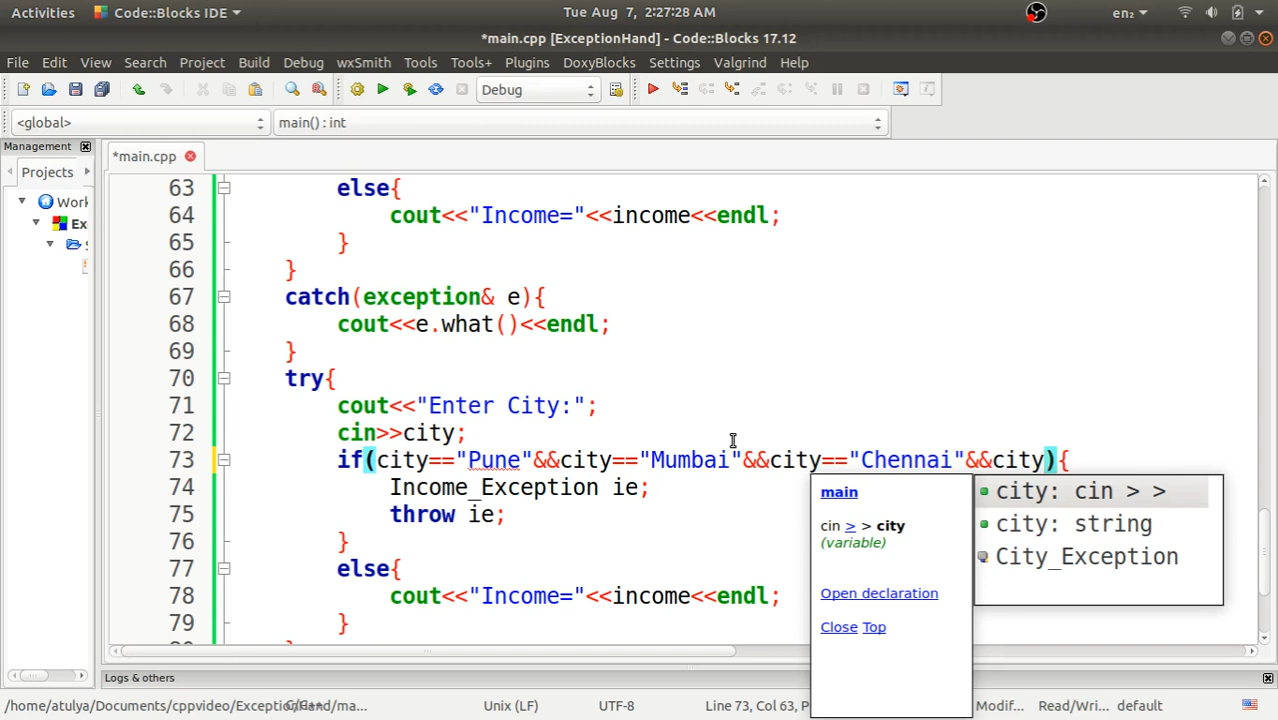 Activities Code::Blocks IDE Tue Aug 7, 2:27:28 AM en₂
*main.cpp [ExceptionHand] - Code::Blocks 17.12
File Edit View Search Project Build Debug wxSmith Tools Tools+ Plugins DoxyBlocks Settings Valgrind Help
Debug
<global> main() : int
Management
*main.cpp
Projects
Work
Ex
63 else{
64 cout<<"Income="<<income<<endl;
65 }
66 }
67 catch(exception& e){
68 cout<<e.what()<<endl;
69 }
70 try{
71 cout<<"Enter City:";
72 cin>>city;
73 if(city=="Pune"&&city=="Mumbai"&&city=="Chennai"&&city){
74 Income_Exception ie;
75 throw ie;
76 }
77 else{
78 cout<<"Income="<<income<<endl;
79 }
main
cin > > city
(variable)
Open declaration
Close Top
city: cin > >
city: string
City_Exception
Logs & others
Unix (LF) UTF-8 Line 73, Col 63, Modif... Read/Wri... default